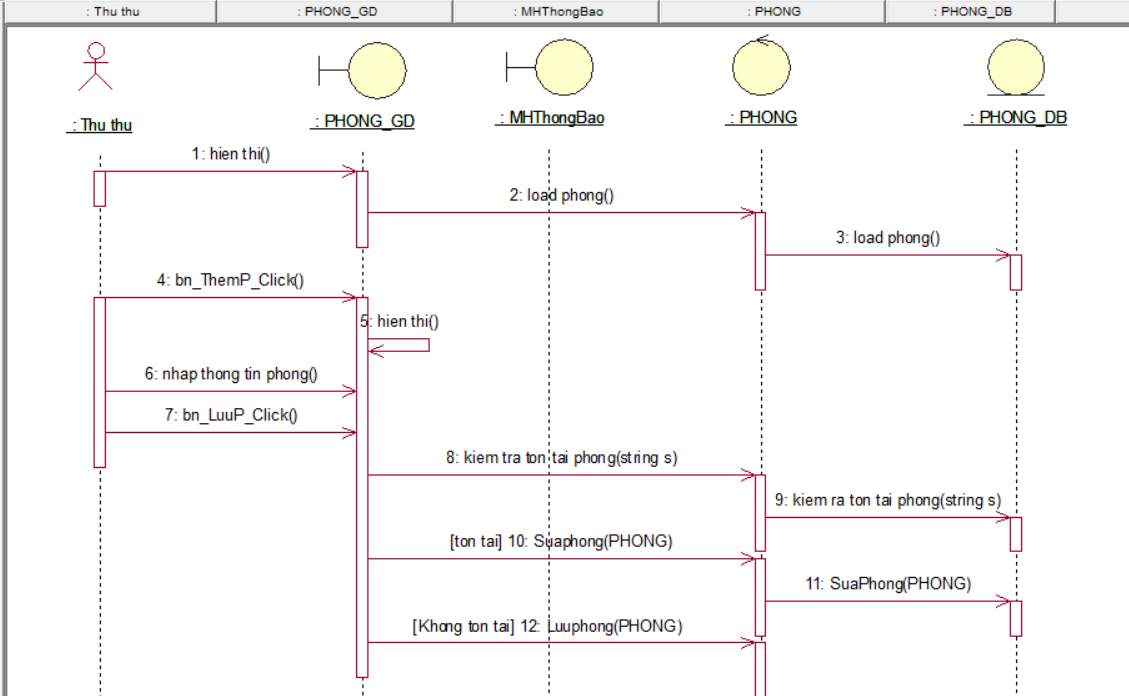 : Thu thu
: PHONG_GD
: MHThongBao
: PHONG
: PHONG_DB
: Thu thu
: PHONG_GD
: MHThongBao
: PHONG
: PHONG_DB
1: hien thi()
2: load phong()
3: load phong()
4: bn_ThemP_Click()
5: hien thi()
6: nhap thong tin phong()
7: bn_LuuP_Click()
8: kiem tra ton tai phong(string s)
9: kiem ra ton tai phong(string s)
[ton tai] 10: Suaphong(PHONG)
11: SuaPhong(PHONG)
[Khong ton tai] 12: Luuphong(PHONG)